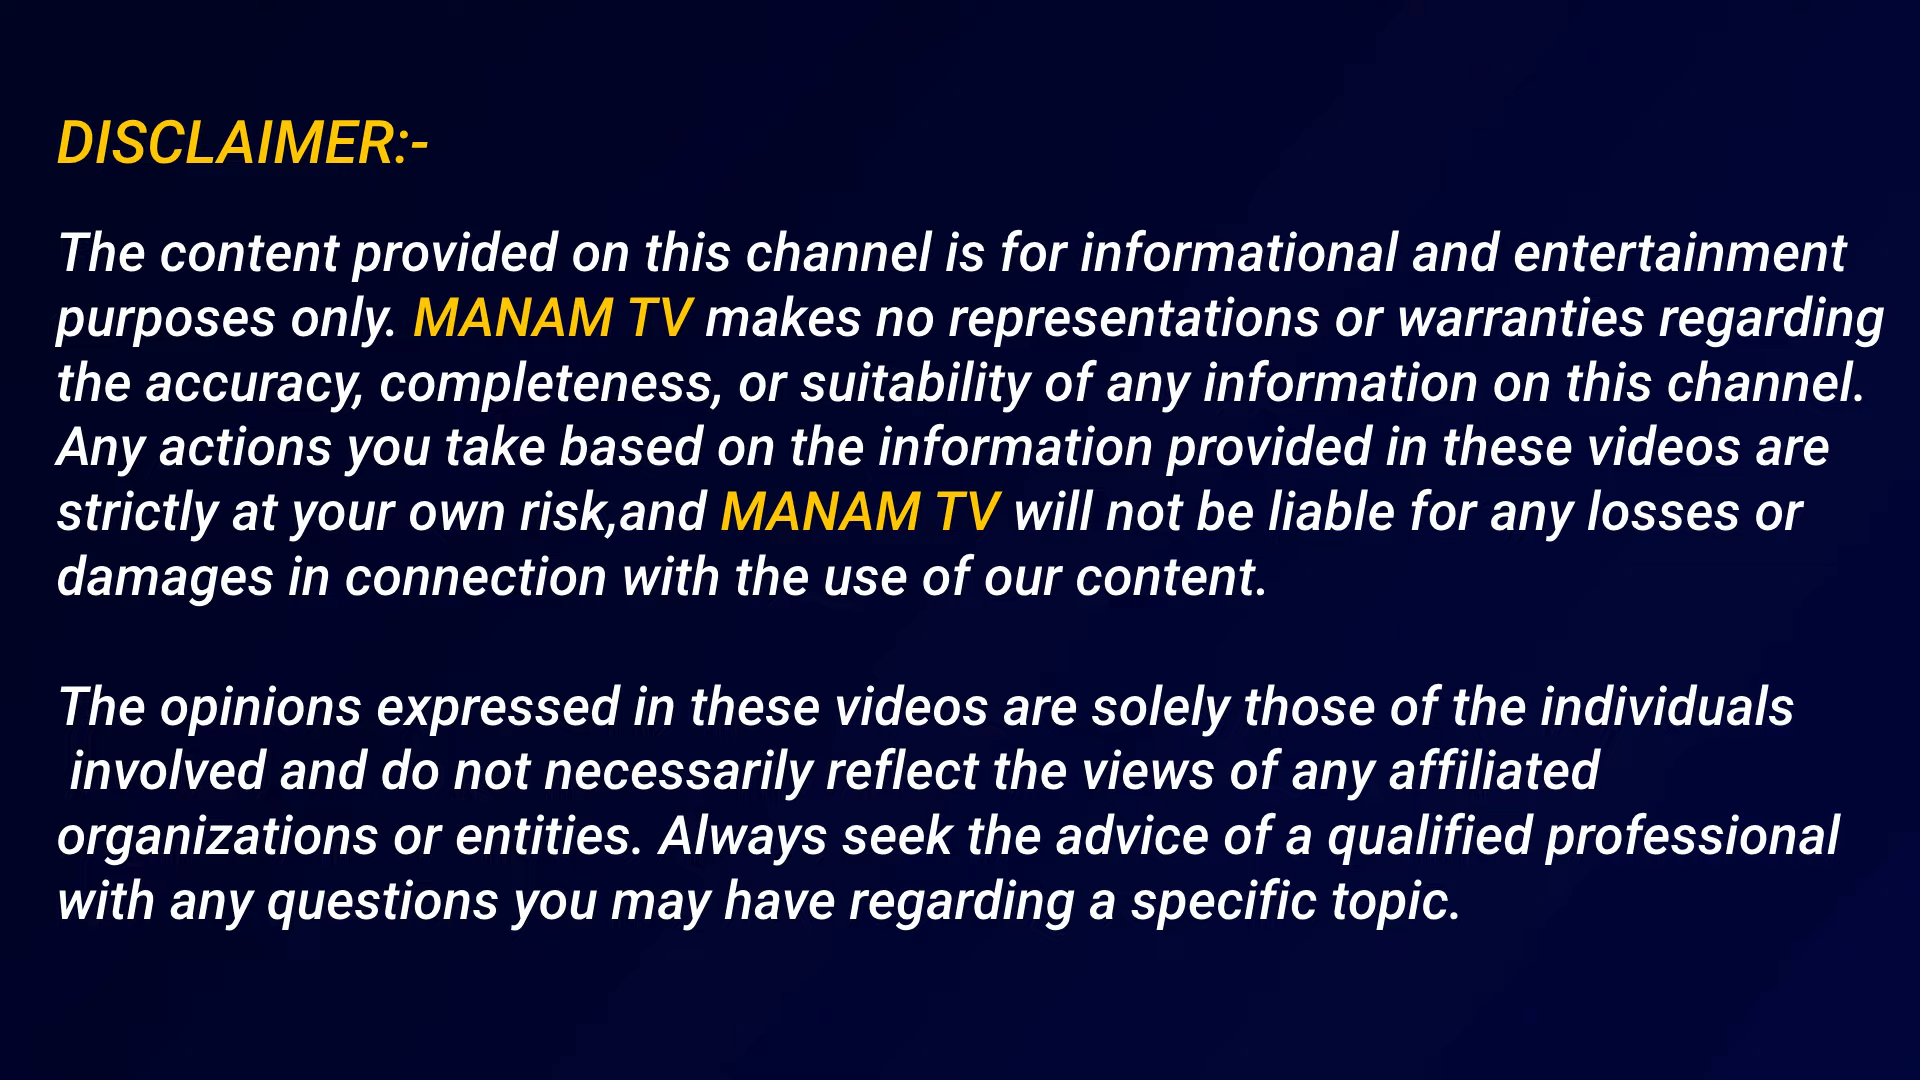 DISCLAIMER:-
The content provided on this channel is for informational and entertainment
purposes only. MANAM TV makes no representations or warranties regarding
the accuracy, completeness, or suitability of any information on this channel.
Any actions you take based on the information provided in these videos are
strictly at your own risk,and MANAM TV will not be liable for any losses or
damages in connection with the use of our content.
The opinions expressed in these videos are solely those of the individuals
involved and do not necessarily reflect the views of any affiliated
organizations or entities. Always seek the advice of a qualified professional
with any questions you may have regarding a specific topic.